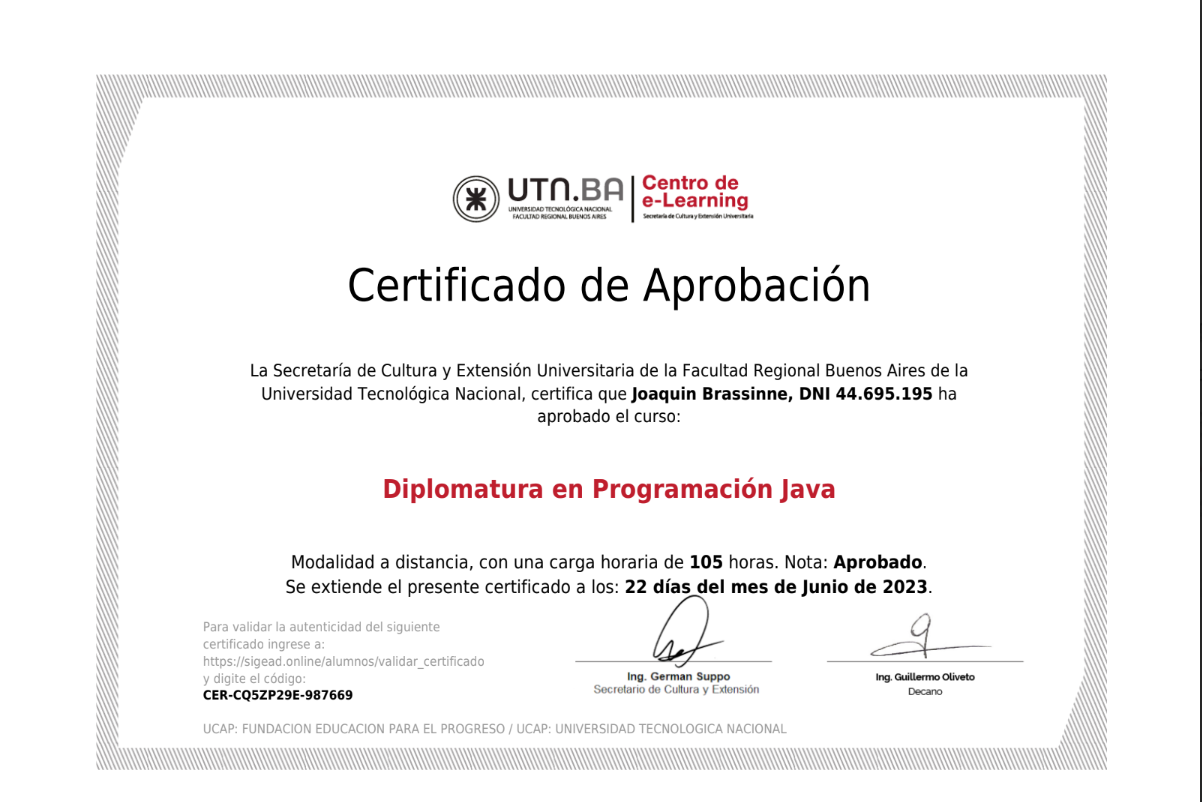 UTN.BA
UNIVERSIDAD TECNOLÓGICA NACIONAL
FACULTAD REGIONAL BUENOS AIRES
Centro de
e-Learning
Secretaría de Cultura y Extensión Universitaria
Certificado de Aprobación
La Secretaría de Cultura y Extensión Universitaria de la Facultad Regional Buenos Aires de la
Universidad Tecnológica Nacional, certifica que Joaquin Brassinne, DNI 44.695.195 ha
aprobado el curso:
Diplomatura en Programación Java
Modalidad a distancia, con una carga horaria de 105 horas. Nota: Aprobado.
Se extiende el presente certificado a los: 22 días del mes de Junio de 2023.
Para validar la autenticidad del siguiente
certificado ingrese a:
https://sigead.online/alumnos/validar_certificado
y digite el código:
CER-CQ5ZP29E-987669
Ing. German Suppo
Secretario de Cultura y Extensión
Ing. Guillermo Oliveto
Decano
UCAP: FUNDACION EDUCACION PARA EL PROGRESO / UCAP: UNIVERSIDAD TECNOLOGICA NACIONAL